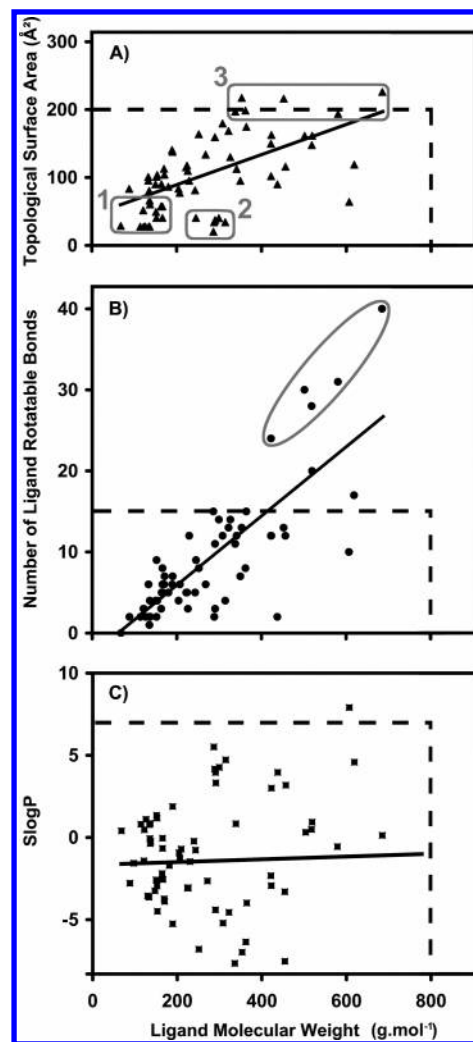 Topological Surface Area (Å²)
300
200
100
0
A)
3
1
2
Number of Ligand Rotatable Bonds
40
30
20
10
0
B)
SlogP
10
5
0
-5
C)
0 200 400 600 800
Ligand Molecular Weight (g.mol⁻¹)